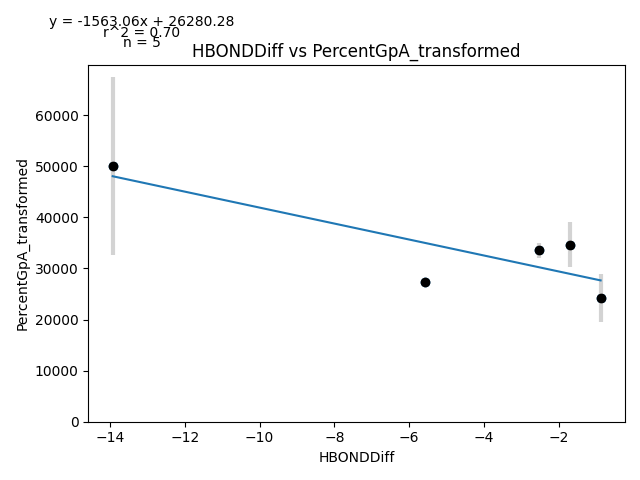 y = -1563.06x + 26280.28
r^2 = 0.70
n = 5
HBONDDiff vs PercentGpA_transformed
PercentGpA_transformed
60000
50000
40000
30000
20000
10000
0
−14
−12
−10
−8
−6
−4
−2
HBONDDiff